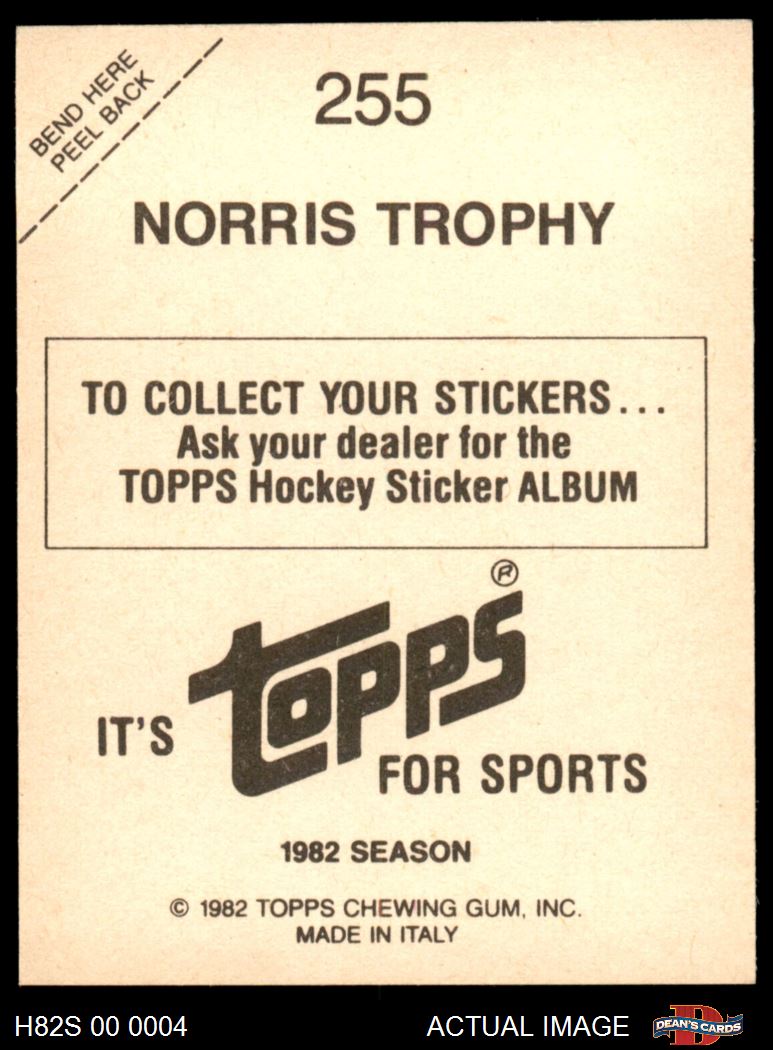 BEND HERE
PEEL BACK
255
NORRIS TROPHY
TO COLLECT YOUR STICKERS...
Ask your dealer for the
TOPPS Hockey Sticker ALBUM
IT'S topps®
FOR SPORTS
1982 SEASON
© 1982 TOPPS CHEWING GUM, INC.
MADE IN ITALY
H82S 00 0004
ACTUAL IMAGE
D
DEAN'S CARDS